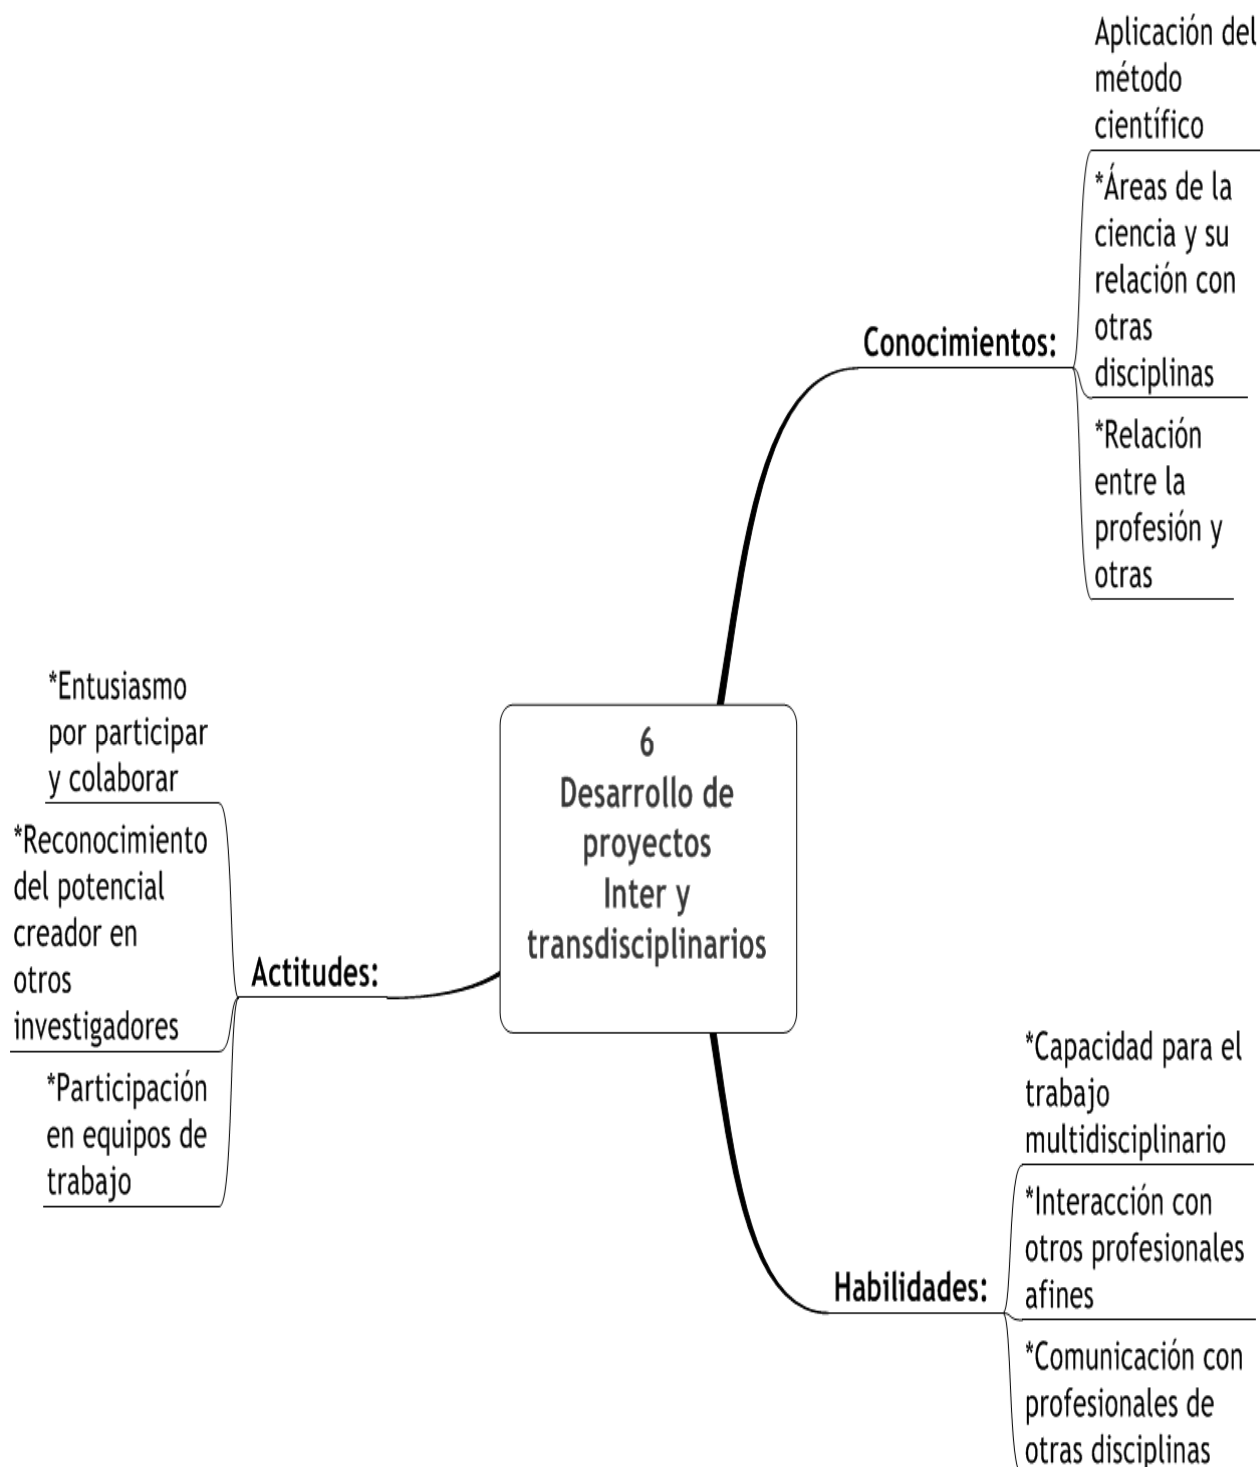 6
Desarrollo de
proyectos
Inter y
transdisciplinarios
Conocimientos:
Aplicación del
método
científico
*Áreas de la
ciencia y su
relación con
otras
disciplinas
*Relación
entre la
profesión y
otras
Habilidades:
*Capacidad para el
trabajo
multidisciplinario
*Interacción con
otros profesionales
afines
*Comunicación con
profesionales de
otras disciplinas
Actitudes:
*Entusiasmo
por participar
y colaborar
*Reconocimiento
del potencial
creador en
otros
investigadores
*Participación
en equipos de
trabajo